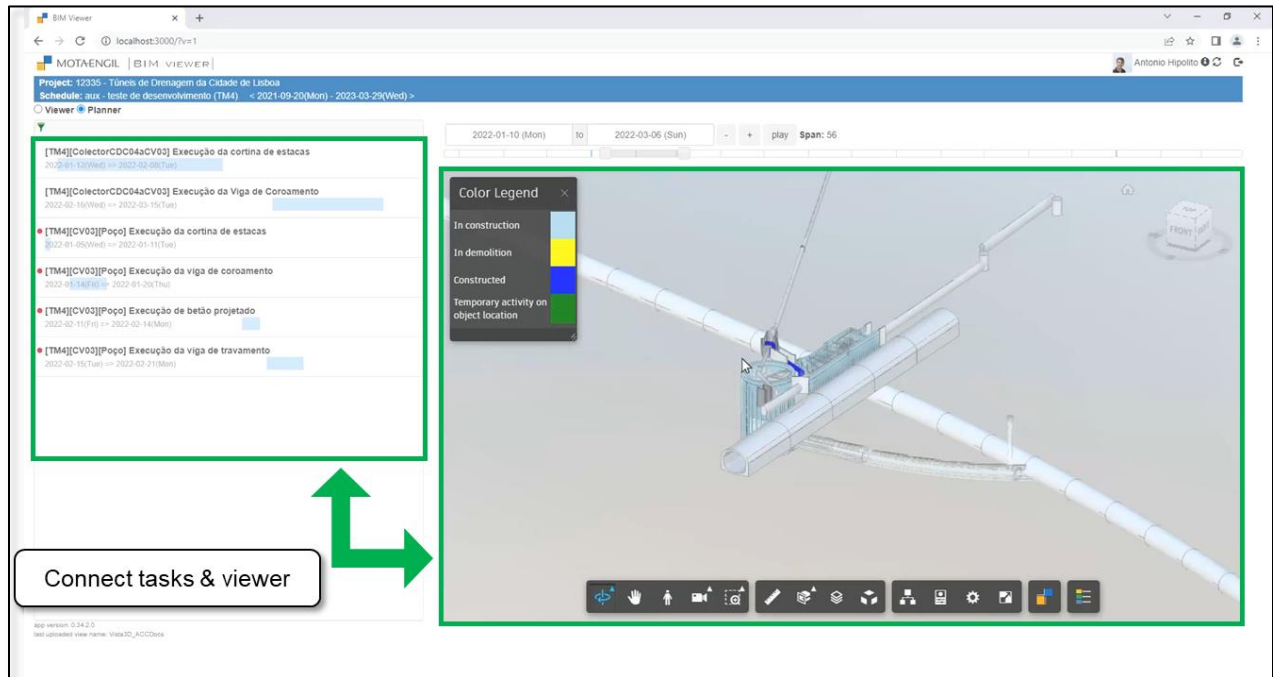 BIM Viewer
localhost:3000/?v=1
MOTAENGIL | BIM VIEWER|
Antonio Hipolito
Project: 12335 - Túneis de Drenagem da Cidade de Lisboa
Schedule: aux - teste de desenvolvimento (TM4) < 2021-09-20(Mon) - 2023-03-29(Wed) >
Viewer Planner
2022-01-10 (Mon) to 2022-03-06 (Sun) - + play Span: 56
[TM4][ColectorCDC04aCV03] Execução da cortina de estacas
2022-01-12(Wed) => 2022-02-08(Tue)
[TM4][ColectorCDC04aCV03] Execução da Viga de Coroamento
2022-02-16(Wed) => 2022-03-15(Tue)
[TM4][CV03][Poço] Execução da cortina de estacas
2022-01-05(Wed) => 2022-01-11(Tue)
[TM4][CV03][Poço] Execução da viga de coroamento
2022-01-14(Fri) => 2022-01-20(Thu)
[TM4][CV03][Poço] Execução de betão projetado
2022-02-11(Fri) => 2022-02-14(Mon)
[TM4][CV03][Poço] Execução da viga de travamento
2022-02-15(Tue) => 2022-02-21(Mon)
Color Legend
In construction
In demolition
Constructed
Temporary activity on
object location
FRONT
Connect tasks & viewer
app version: 0.34.2.0
last uploaded view name: Vista3D_ACCDocs